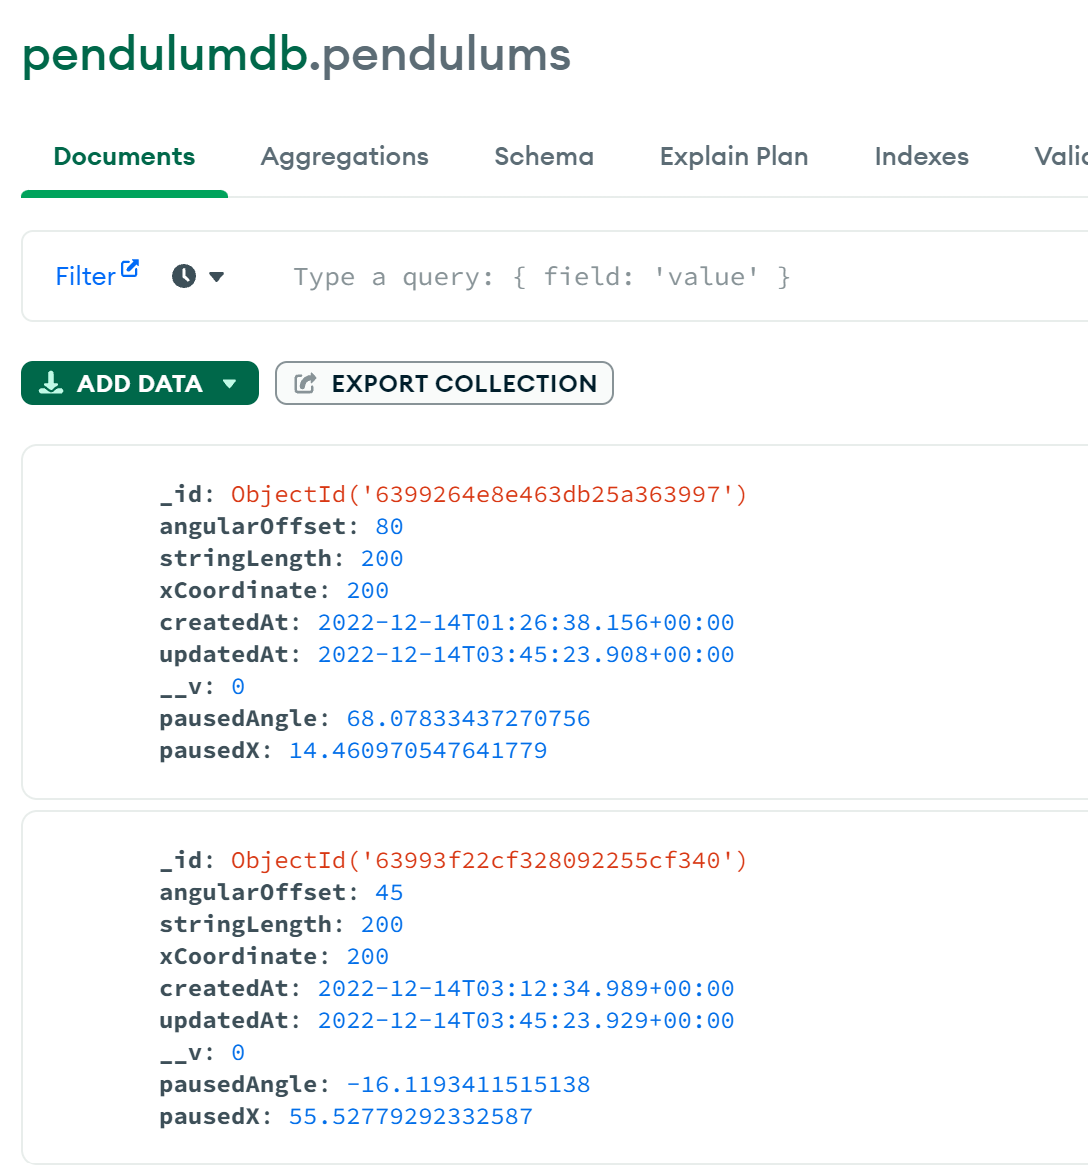 pendulumdb.pendulums
Documents Aggregations Schema Explain Plan Indexes
Filter Type a query: { field: 'value' }
ADD DATA EXPORT COLLECTION
_id: ObjectId('6399264e8e463db25a363997')
angularOffset: 80
stringLength: 200
xCoordinate: 200
createdAt: 2022-12-14T01:26:38.156+00:00
updatedAt: 2022-12-14T03:45:23.908+00:00
__v: 0
pausedAngle: 68.07833437270756
pausedX: 14.460970547641779
_id: ObjectId('63993f22cf328092255cf340')
angularOffset: 45
stringLength: 200
xCoordinate: 200
createdAt: 2022-12-14T03:12:34.989+00:00
updatedAt: 2022-12-14T03:45:23.929+00:00
__v: 0
pausedAngle: -16.1193411515138
pausedX: 55.52779292332587